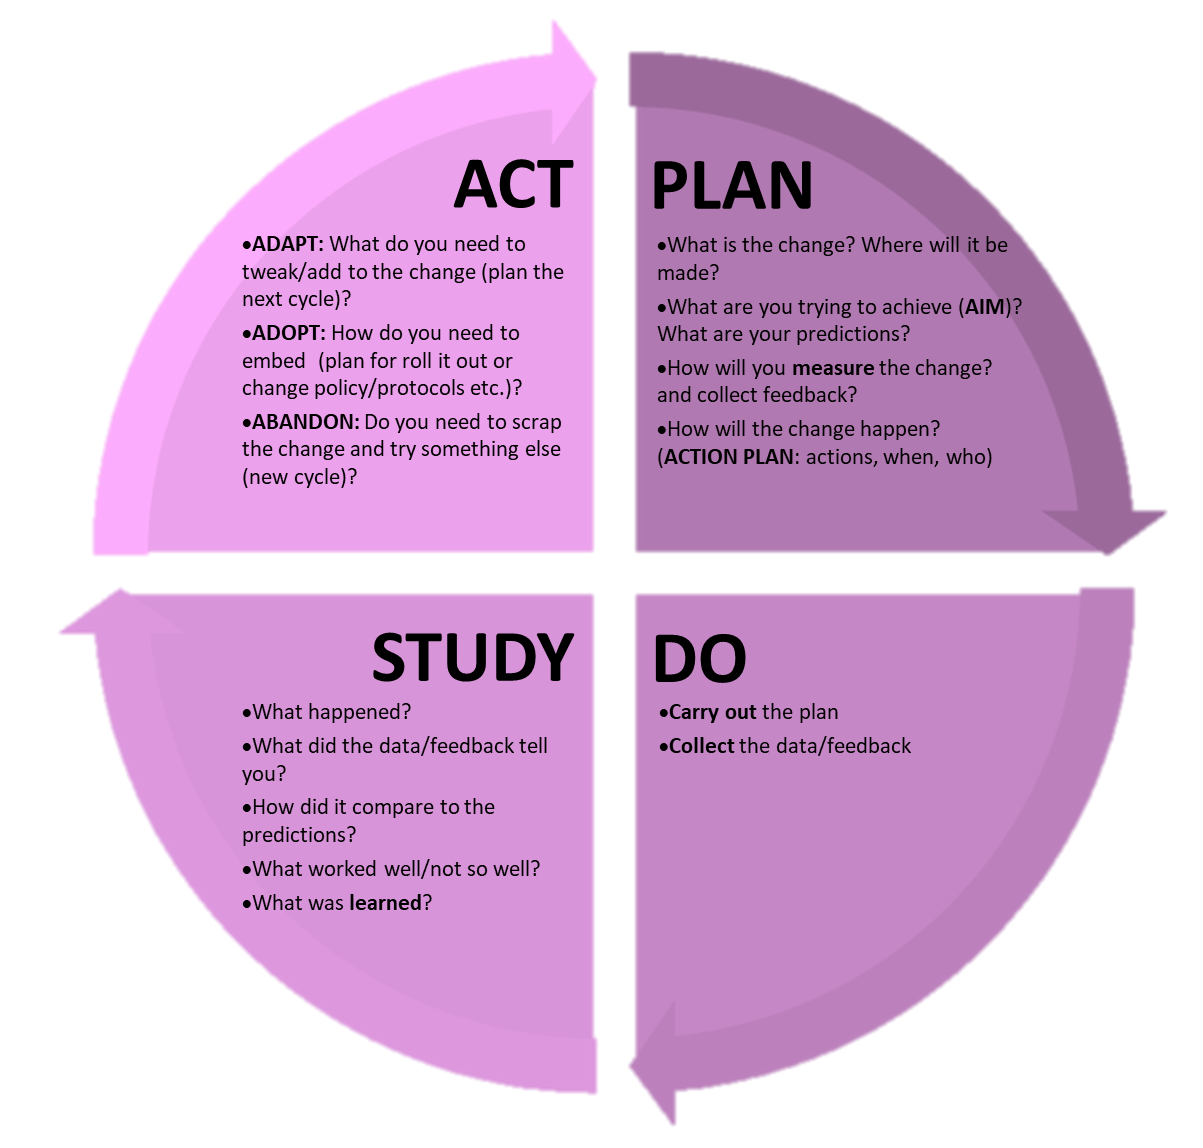 ACT
•ADAPT: What do you need to
tweak/add to the change (plan the
next cycle)?
•ADOPT: How do you need to
embed  (plan for roll it out or
change policy/protocols etc.)?
•ABANDON: Do you need to scrap
the change and try something else
(new cycle)?
PLAN
•What is the change? Where will it be
made?
•What are you trying to achieve (AIM)?
What are your predictions?
•How will you measure the change?
and collect feedback?
•How will the change happen?
(ACTION PLAN: actions, when, who)
STUDY
•What happened?
•What did the data/feedback tell
you?
•How did it compare to the
predictions?
•What worked well/not so well?
•What was learned?
DO
•Carry out the plan
•Collect the data/feedback